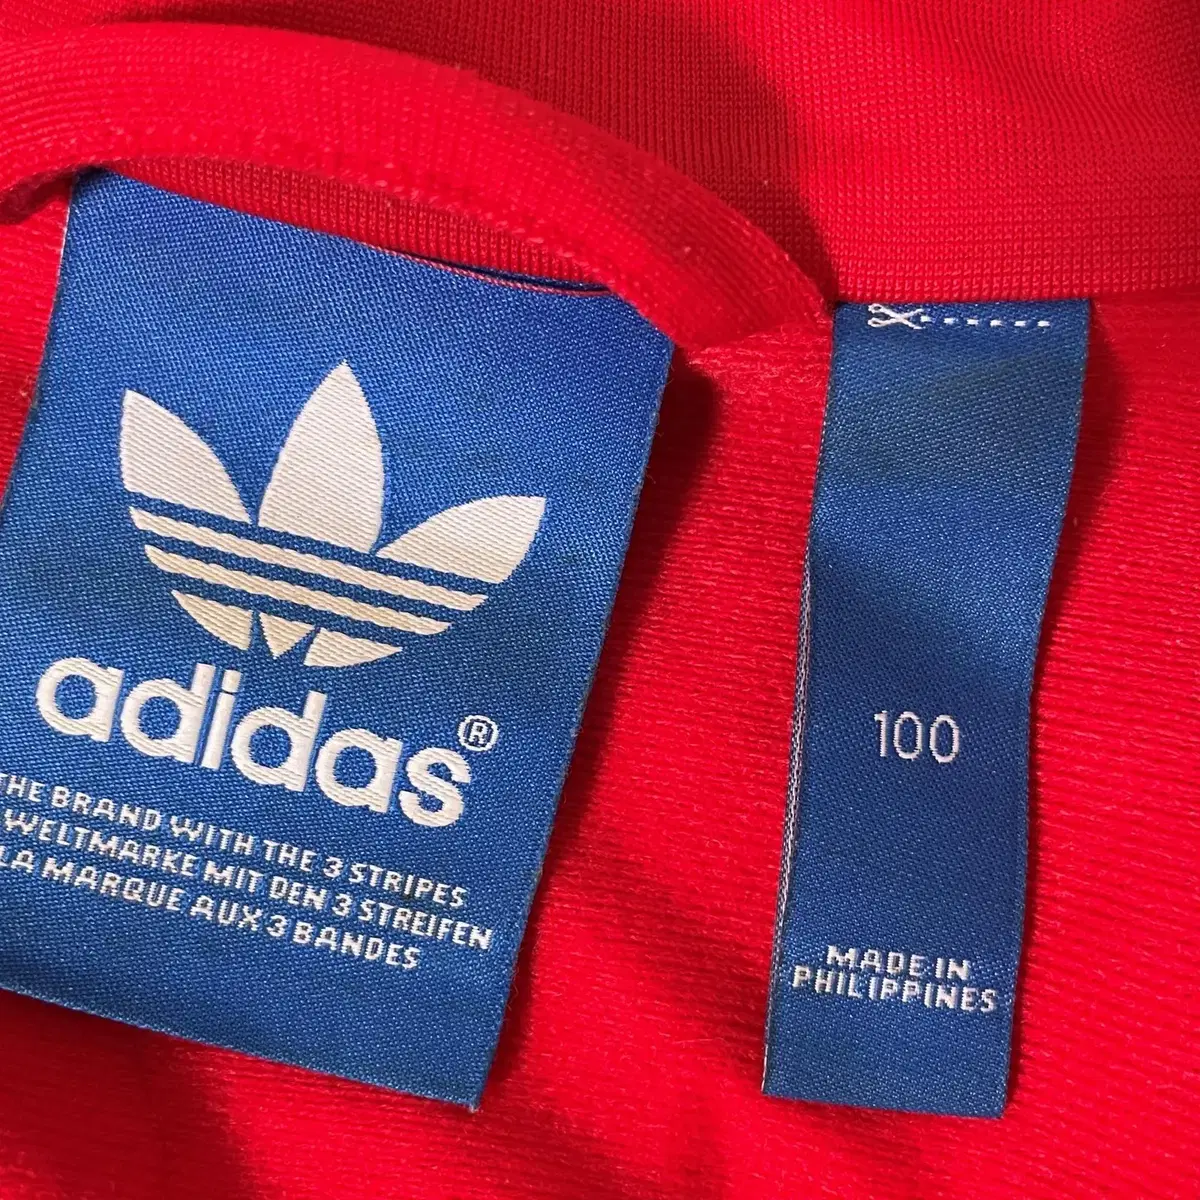 adidas®
THE BRAND WITH THE 3 STRIPES
WELTMARKE MIT DEN 3 STREIFEN
LA MARQUE AUX 3 BANDES
100
MADE IN
PHILIPPINES